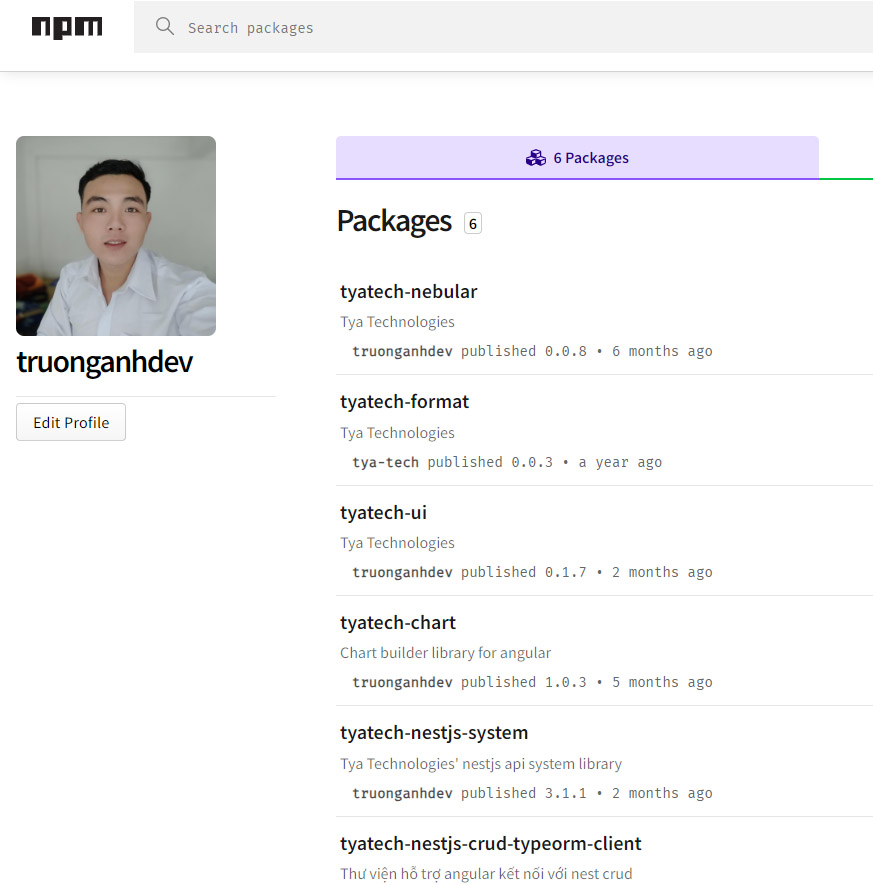 npm
Search packages
6 Packages
Packages 6
truonganhdev
Edit Profile
tyatech-nebular
Tya Technologies
truonganhdev published 0.0.8 • 6 months ago
tyatech-format
Tya Technologies
tya-tech published 0.0.3 • a year ago
tyatech-ui
Tya Technologies
truonganhdev published 0.1.7 • 2 months ago
tyatech-chart
Chart builder library for angular
truonganhdev published 1.0.3 • 5 months ago
tyatech-nestjs-system
Tya Technologies' nestjs api system library
truonganhdev published 3.1.1 • 2 months ago
tyatech-nestjs-crud-typeorm-client
Thư viện hỗ trợ angular kết nối với nest crud